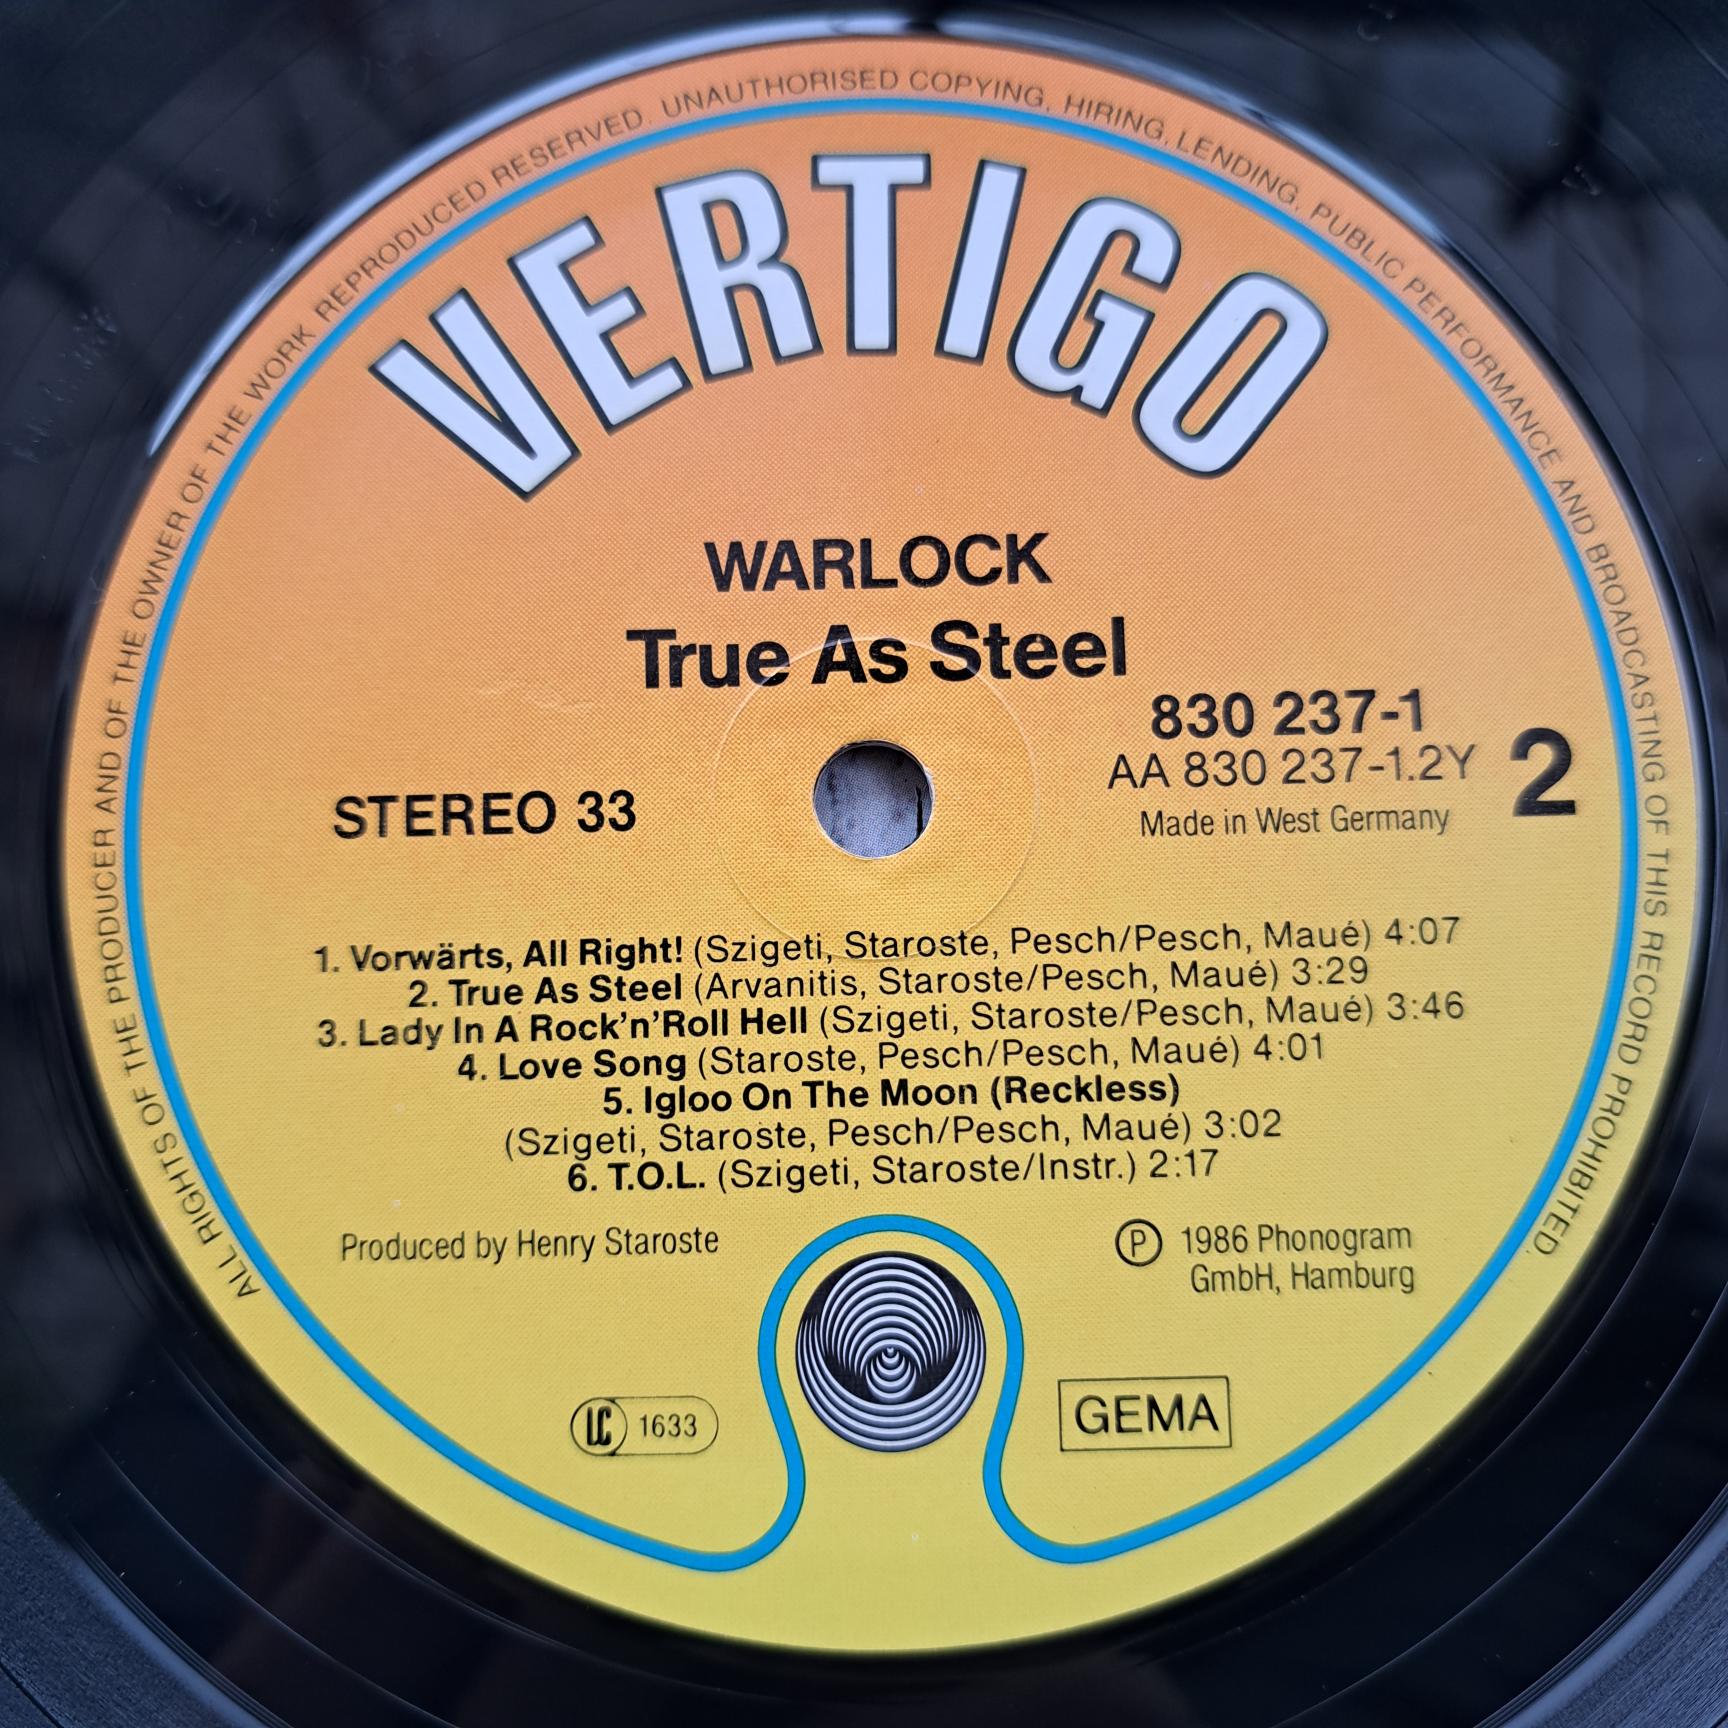 ALL RIGHTS OF THE PRODUCER AND OF THE OWNER OF THE WORK REPRODUCED RESERVED. UNAUTHORISED COPYING, HIRING, LENDING, PUBLIC PERFORMANCE AND BROADCASTING OF THIS RECORD PROHIBITED.
VERTIGO
WARLOCK
True As Steel
830 237-1
AA 830 237-1.2Y
2
STEREO 33
Made in West Germany
1. Vorwärts, All Right! (Szigeti, Staroste, Pesch/Pesch, Maué) 4:07
2. True As Steel (Arvanitis, Staroste/Pesch, Maué) 3:29
3. Lady In A Rock'n'Roll Hell (Szigeti, Staroste/Pesch, Maué) 3:46
4. Love Song (Staroste, Pesch/Pesch, Maué) 4:01
5. Igloo On The Moon (Reckless)
(Szigeti, Staroste, Pesch/Pesch, Maué) 3:02
6. T.O.L. (Szigeti, Staroste/Instr.) 2:17
Produced by Henry Staroste
Ⓟ 1986 Phonogram
GmbH, Hamburg
LC 1633
GEMA